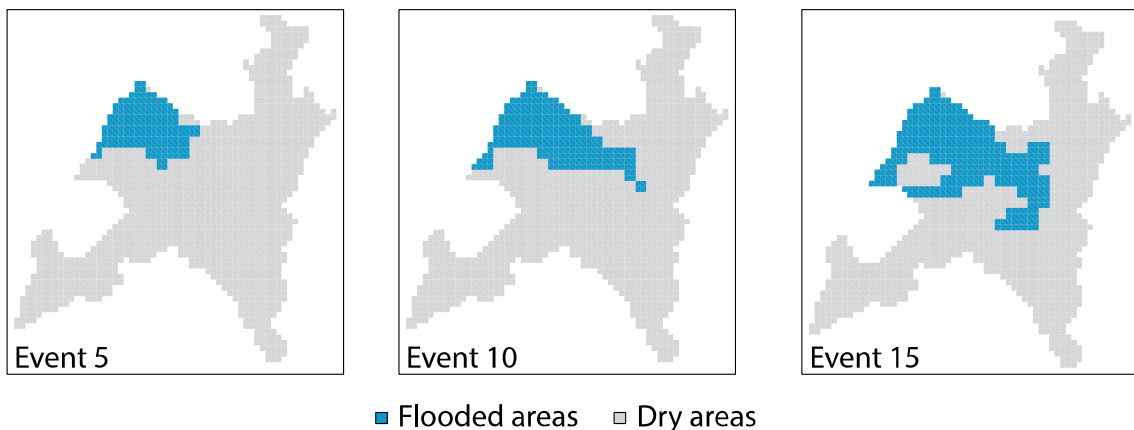 Event 5
Event 10
Event 15
Flooded areas
Dry areas